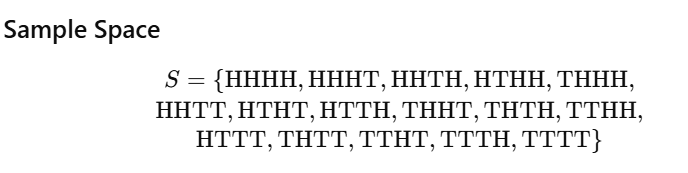 Sample Space
S = {HHHH, HHHT, HHTH, HTHH, THHH,
HHTT, HTHT, HTTH, THHT, THTH, TTHH,
HTTT, THTT, TTHT, TTTH, TTTT}